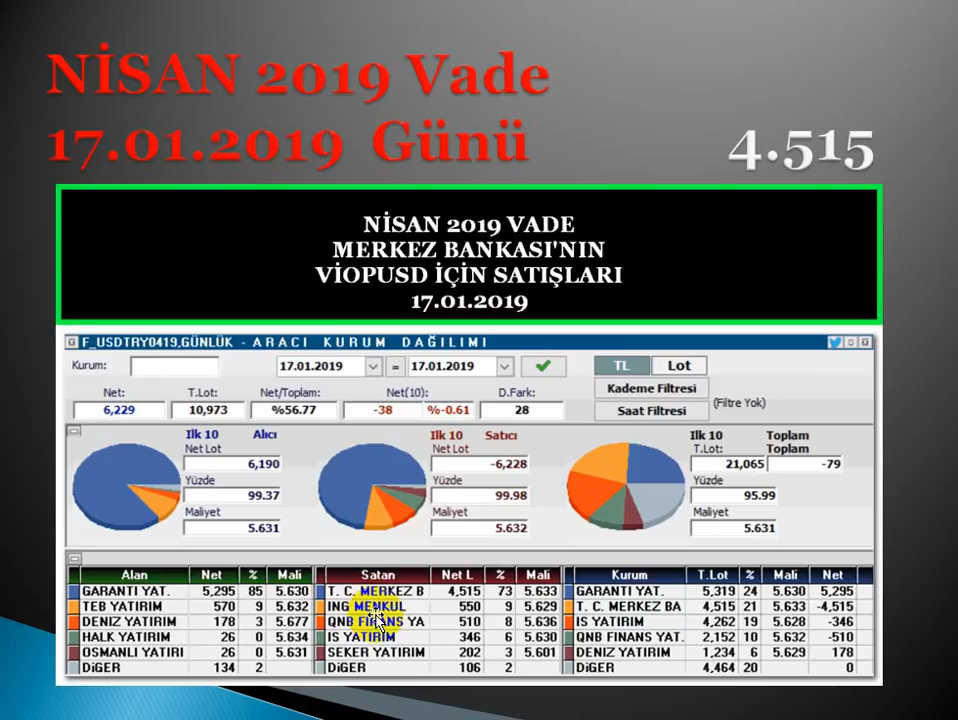 NİSAN 2019 Vade
17.01.2019 Günü 4.515
NİSAN 2019 VADE
MERKEZ BANKASI'NIN
VİOPUSD İÇİN SATIŞLARI
17.01.2019
F_USDTRY0419,GÜNLÜK - ARACI KURUM DAĞILIMI
Kurum: 17.01.2019 = 17.01.2019 TL Lot
Kademe Filtresi
Saat Filtresi (Filtre Yok)
Net: T.Lot: Net/Toplam: Net(10): D.Fark:
6,229 10,973 %56.77 -38 %-0.61 28
Ilk 10 Alıcı Ilk 10 Satıcı Ilk 10 Toplam
Net Lot Net Lot T.Lot: Toplam
6,190 -6,228 21,065 -79
Yüzde Yüzde Yüzde
99.37 99.98 95.99
Maliyet Maliyet Maliyet
5.631 5.632 5.631
Alan Net % Mali Satan Net L % Mali Kurum T.Lot % Mali Net
GARANTI YAT. 5,295 85 5.630 T. C. MERKEZ B 4,515 73 5.633 GARANTI YAT. 5,319 24 5.630 5,295
TEB YATIRIM 570 9 5.632 ING MENKUL 550 9 5.629 T. C. MERKEZ BA 4,515 21 5.633 -4,515
DENIZ YATIRIM 178 3 5.677 QNB FINANS YA 510 8 5.636 IS YATIRIM 4,262 19 5.628 -346
HALK YATIRIM 26 0 5.634 IS YATIRIM 346 6 5.630 QNB FINANS YAT. 2,152 10 5.632 -510
OSMANLI YATIRI 26 0 5.631 SEKER YATIRIM 202 3 5.601 DENIZ YATIRIM 1,234 6 5.629 178
DiĞER 134 2 DiĞER 106 2 DiĞER 4,464 20 0